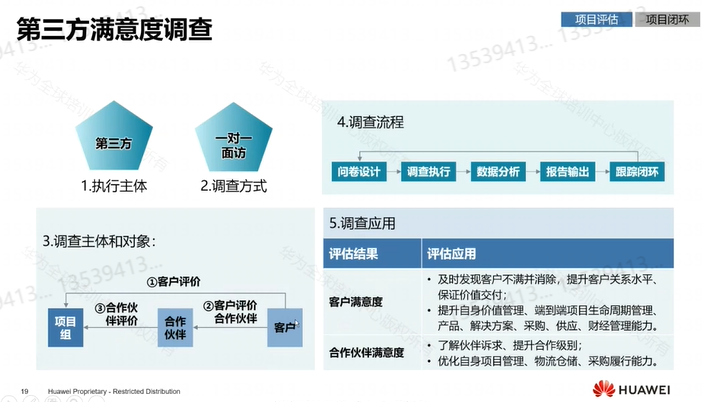 第三方满意度调查
项目评估
项目闭环
第三方
一对一
面访
1.执行主体
2.调查方式
4.调查流程
问卷设计
调查执行
数据分析
报告输出
跟踪闭环
3.调查主体和对象：
①客户评价
③合作伙
伴评价
②客户评价
合作伙伴
项目
组
合作
伙伴
客户
5.调查应用
评估结果
评估应用
客户满意度
• 及时发现客户不满并消除，提升客户关系水平、
保证价值交付；
• 提升自身价值管理、端到端项目生命周期管理、
产品、解决方案、采购、供应、财经管理能力。
合作伙伴满意度
• 了解伙伴诉求、提升合作级别；
• 优化自身项目管理、物流仓储、采购履行能力。
19
Huawei Proprietary - Restricted Distribution
HUAWEI
13539413...
13539413...
13539413...